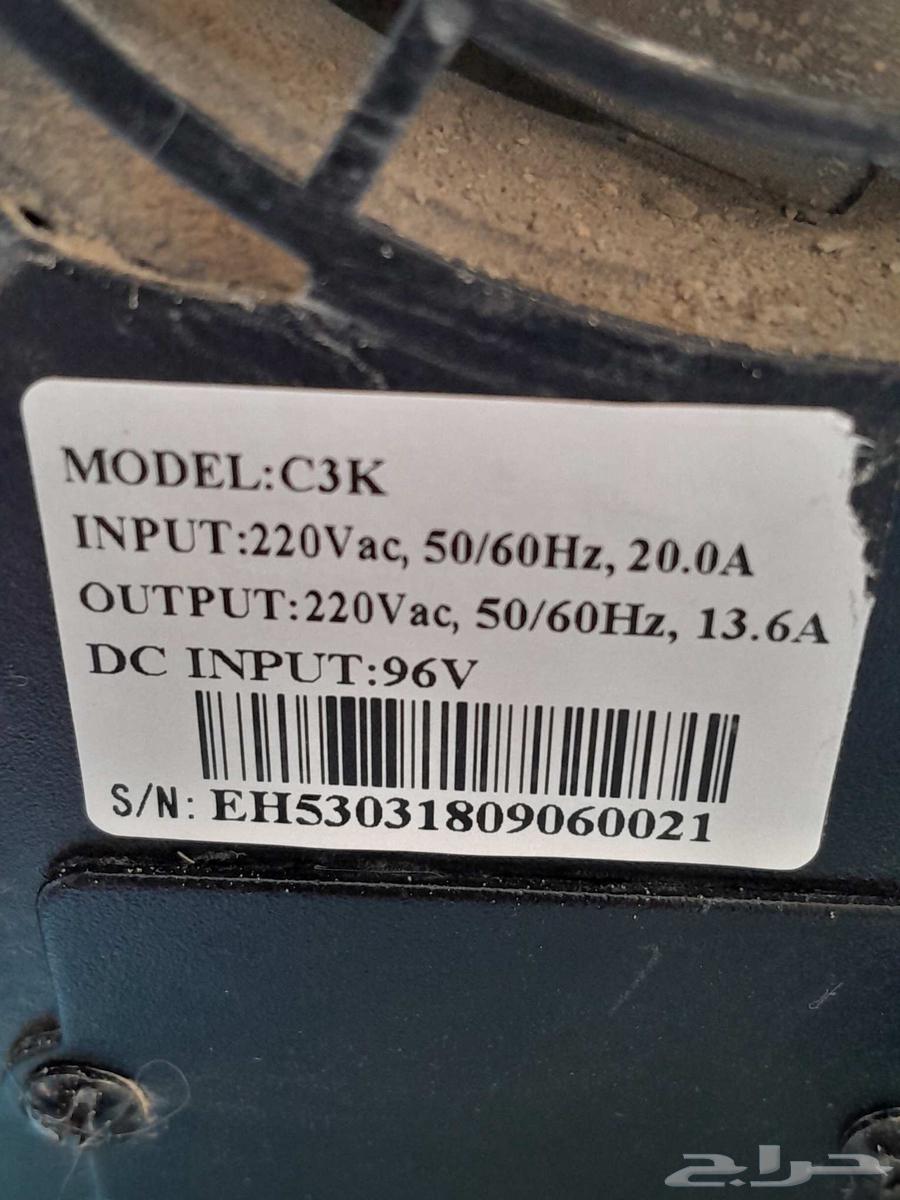 MODEL:C3K
INPUT:220Vac, 50/60Hz, 20.0A
OUTPUT:220Vac, 50/60Hz, 13.6A
DC INPUT:96V
S/N: EH53031809060021
حراج